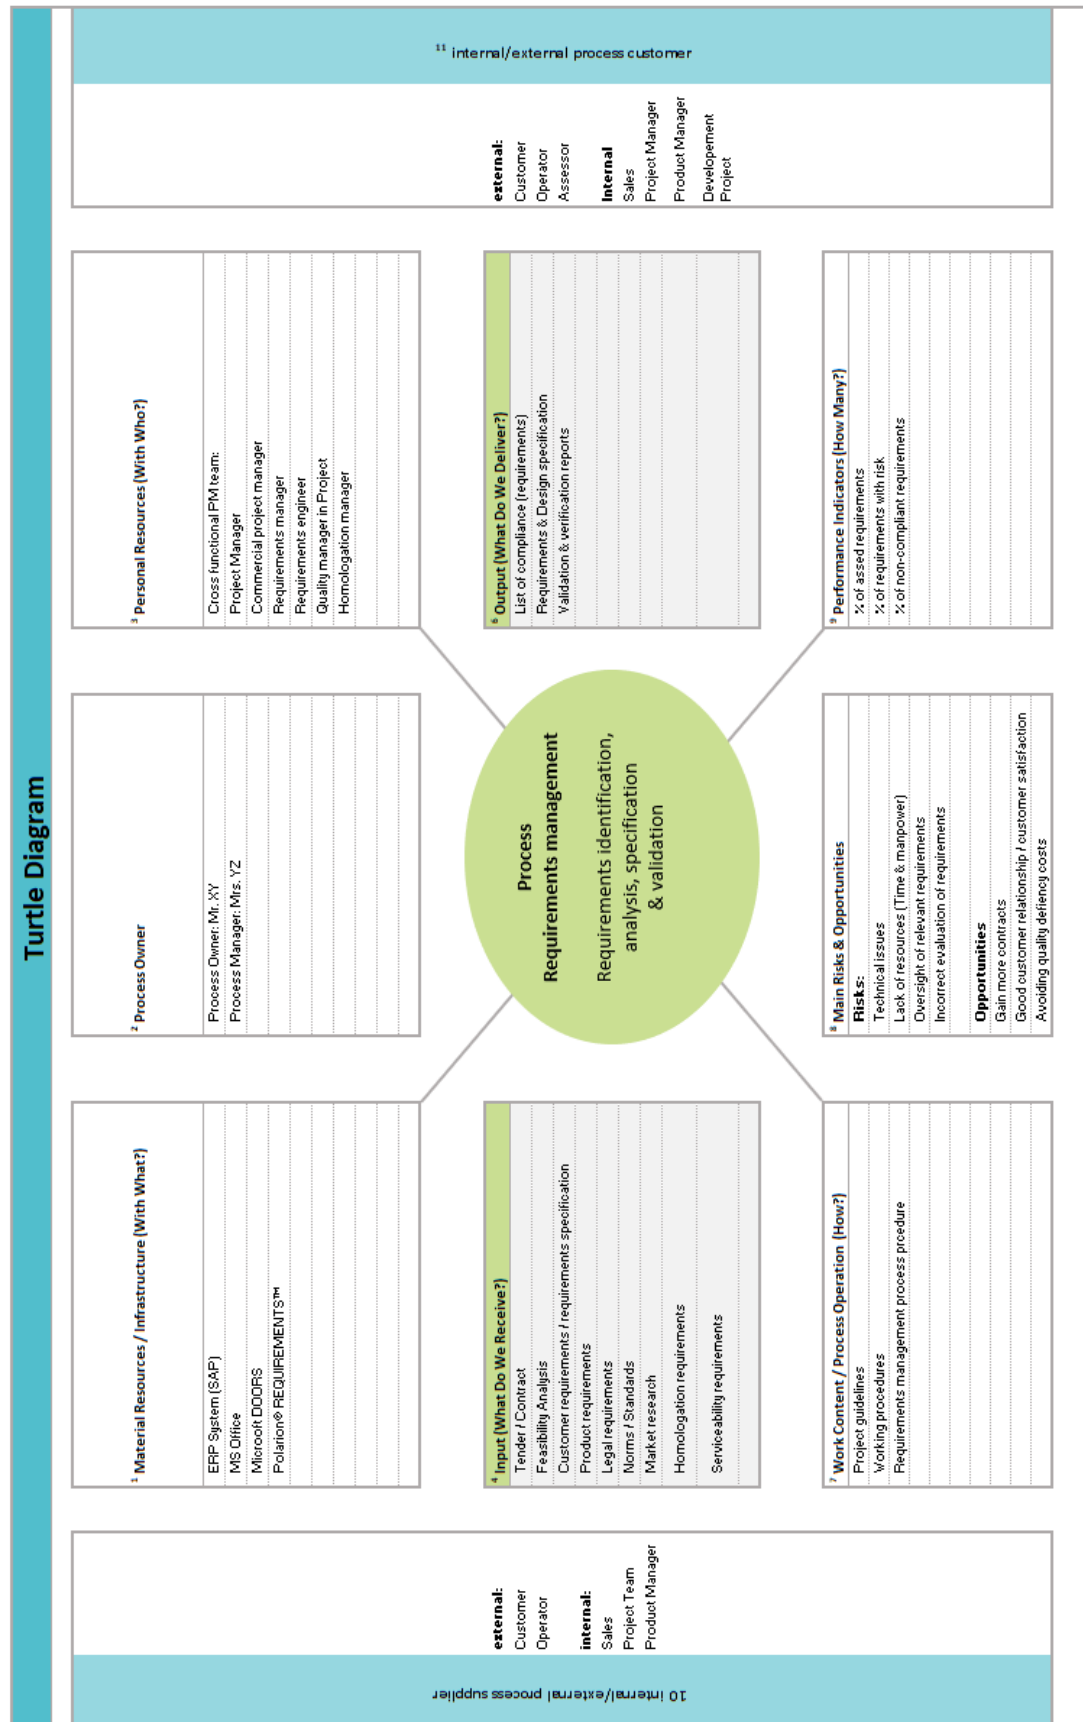 Turtle Diagram
10 internal/external process supplier
external:
Customer
Operator
internal:
Sales
Project Team
Product Manager
1 Material Resources / Infrastructure (With What?)
ERP System (SAP)
MS Office
Microoft DOORS
Polarion® REQUIREMENTS™
2 Process Owner
Process Owner: Mr. XY
Process Manager: Mrs. YZ
3 Personal Resources (With Who?)
Cross functional PM team:
Project Manager
Commercial project manager
Requirements manager
Requirements engineer
Quality manager in Project
Homologation manager
4 Input (What Do We Receive?)
Tender / Contract
Feasibility Analysis
Customer requirements / requirements specification
Product requirements
Legal requirements
Norms / Standards
Market research
Homologation requirements
Serviceability requirements
Process
Requirements management
Requirements identification,
analysis, specification
& validation
6 Output (What Do We Deliver?)
List of compliance (requirements)
Requirements & Design specification
Validation & verification reports
7 Work Content / Process Operation (How?)
Project guidelines
Working procedures
Requirements management process prcedure
8 Main Risks & Opportunities
Risks:
Technical issues
Lack of resources (Time & manpower)
Oversight of relevant requirements
Incorrect evaluation of requirements
Opportunities
Gain more contracts
Good customer relationship / customer satisfaction
Avoiding quality defiency costs
9 Performance Indicators (How Many?)
% of assed requirements
% of requirements with risk
% of non-compliant requirements
11 internal/external process customer
external:
Customer
Operator
Assessor
Internal
Sales
Project Manager
Product Manager
Developement
Project